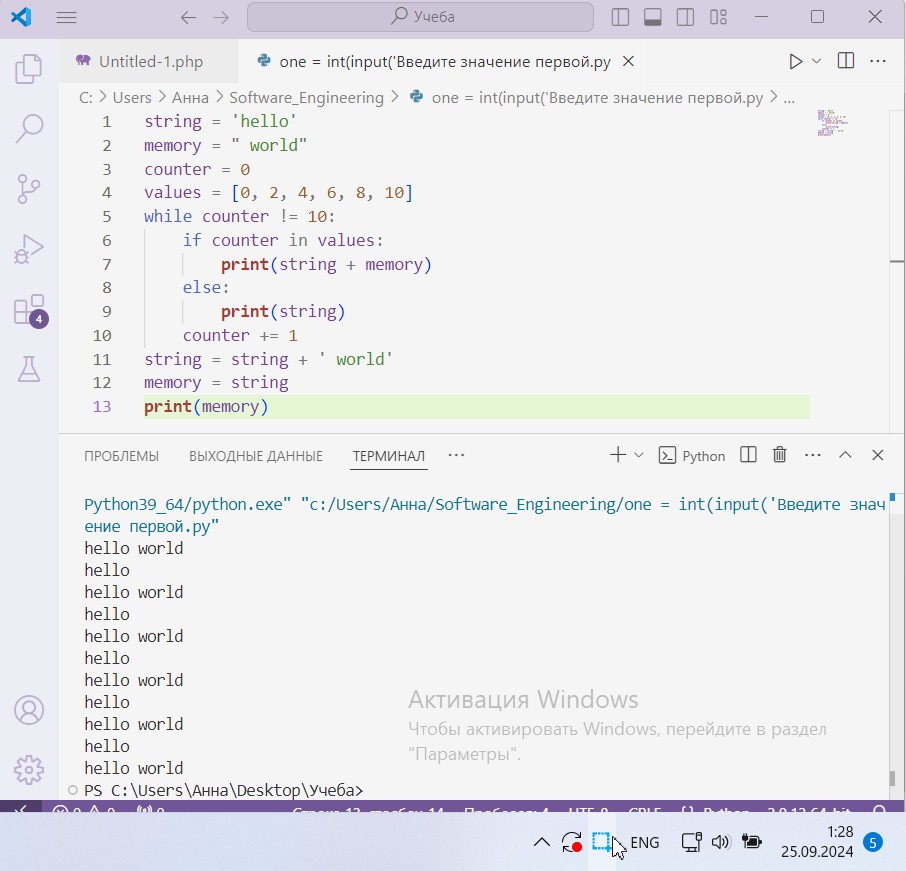 Учеба
Untitled-1.php
one = int(input('Введите значение первой.py
C: > Users > Анна > Software_Engineering > one = int(input('Введите значение первой.py > ...
1 string = 'hello'
2 memory = " world"
3 counter = 0
4 values = [0, 2, 4, 6, 8, 10]
5 while counter != 10:
6 if counter in values:
7 print(string + memory)
8 else:
9 print(string)
10 counter += 1
11 string = string + ' world'
12 memory = string
13 print(memory)
4
ПРОБЛЕМЫ ВЫХОДНЫЕ ДАННЫЕ ТЕРМИНАЛ ... Python
Python39_64/python.exe" "c:/Users/Анна/Software_Engineering/one = int(input('Введите знач
ение первой.py"
hello world
hello
hello world
hello
hello world
hello
hello world
hello
hello world
hello
hello world
PS C:\Users\Анна\Desktop\Учеба>
Активация Windows
Чтобы активировать Windows, перейдите в раздел
"Параметры".
ENG
1:28
25.09.2024
5